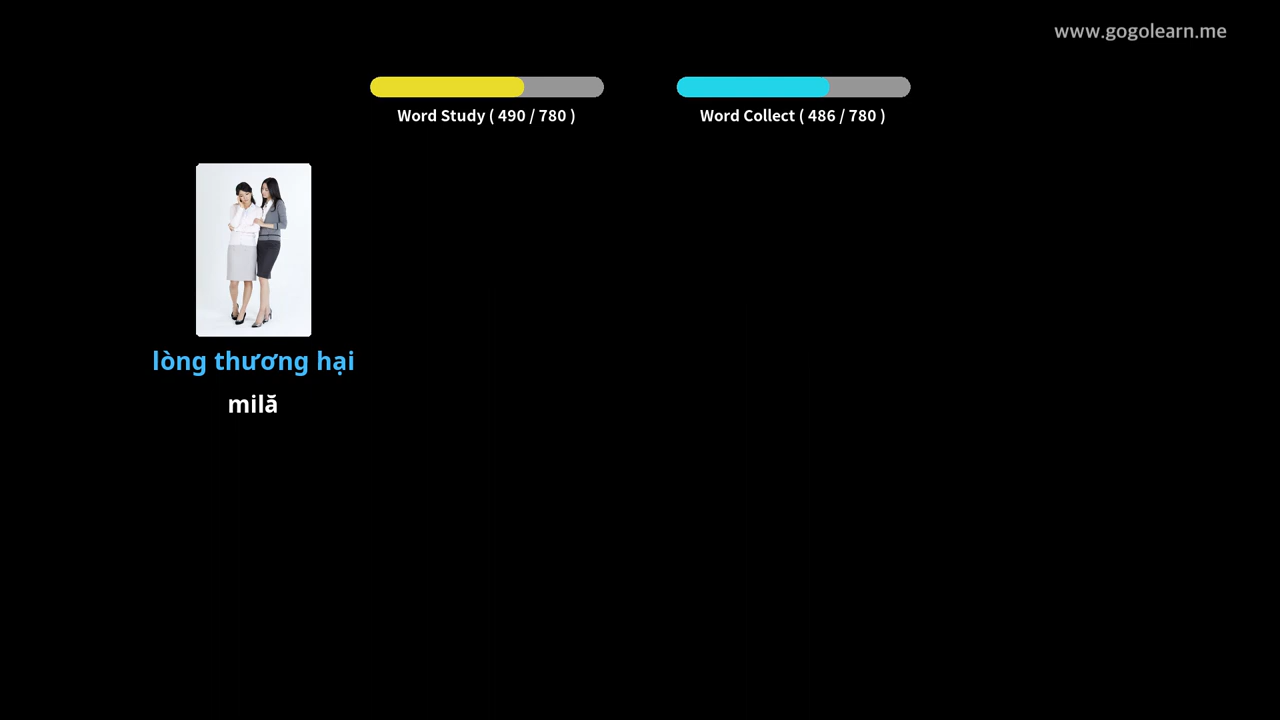 www.gogolearn.me
Word Study ( 490 / 780 )
Word Collect ( 486 / 780 )
lòng thương hại
milă